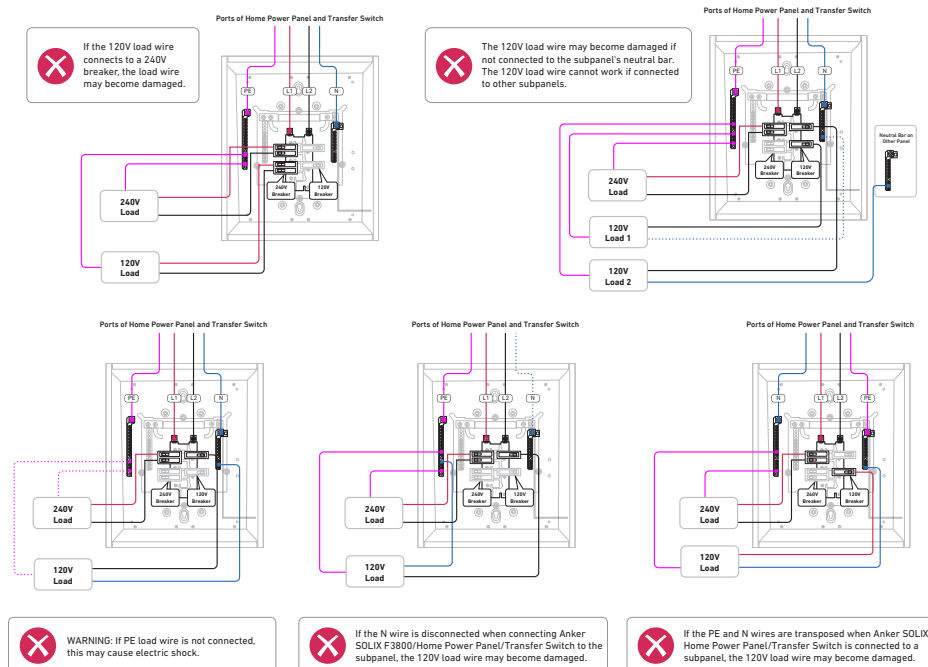 Ports of Home Power Panel and Transfer Switch
If the 120V load wire
connects to a 240V
breaker, the load wire
may become damaged.
PE
L1
L2
N
240V
Breaker
120V
Breaker
240V
Load
120V
Load
Ports of Home Power Panel and Transfer Switch
The 120V load wire may become damaged if
not connected to the subpanel's neutral bar.
The 120V load wire cannot work if connected
to other subpanels.
PE
L1
L2
N
Neutral Bar on
Other Panel
240V
Breaker
120V
Breaker
240V
Load
120V
Load 1
120V
Load 2
Ports of Home Power Panel and Transfer Switch
PE
L1
L2
N
240V
Breaker
120V
Breaker
240V
Load
120V
Load
WARNING: If PE load wire is not connected,
this may cause electric shock.
Ports of Home Power Panel and Transfer Switch
PE
L1
L2
N
240V
Breaker
120V
Breaker
240V
Load
120V
Load
If the N wire is disconnected when connecting Anker
SOLIX F3800/Home Power Panel/Transfer Switch to the
subpanel, the 120V load wire may become damaged.
Ports of Home Power Panel and Transfer Switch
N
L1
L2
PE
240V
Breaker
120V
Breaker
240V
Load
120V
Load
If the PE and N wires are transposed when Anker SOLIX
Home Power Panel/Transfer Switch is connected to a
subpanel, the 120V load wire may become damaged.